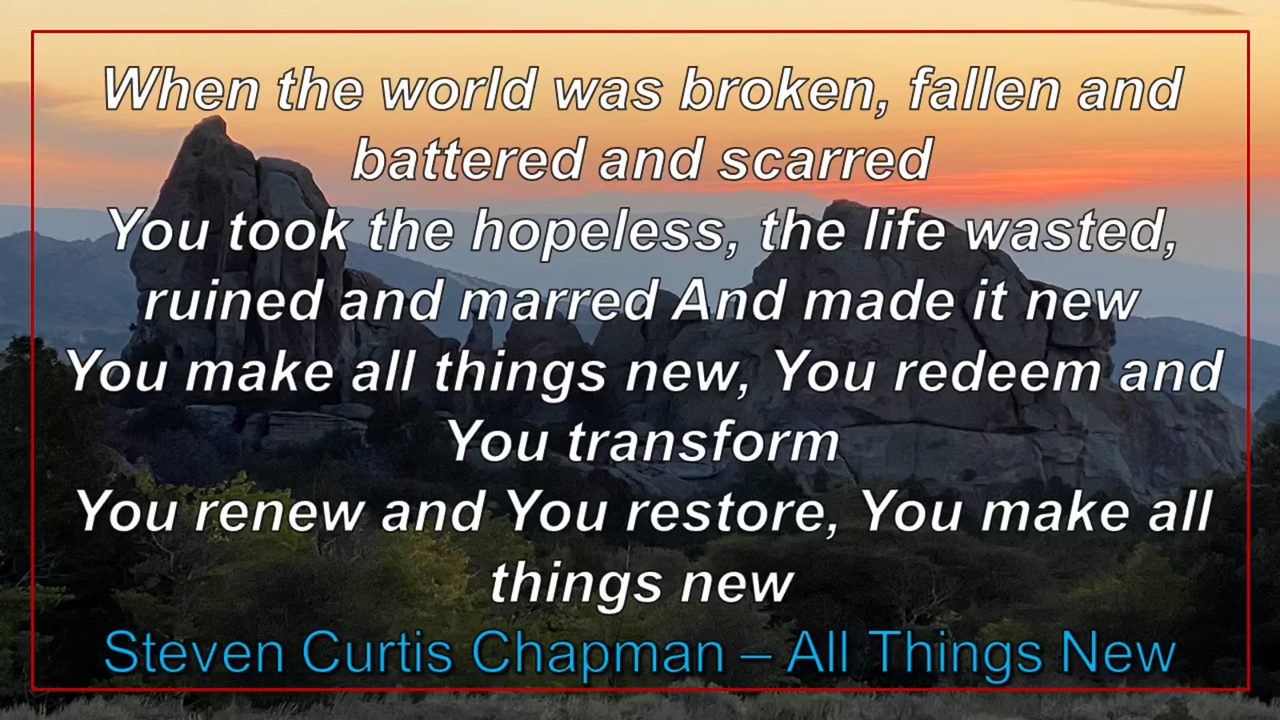 When the world was broken, fallen and
battered and scarred
You took the hopeless, the life wasted,
ruined and marred And made it new
You make all things new, You redeem and
You transform
You renew and You restore, You make all
things new
Steven Curtis Chapman – All Things New